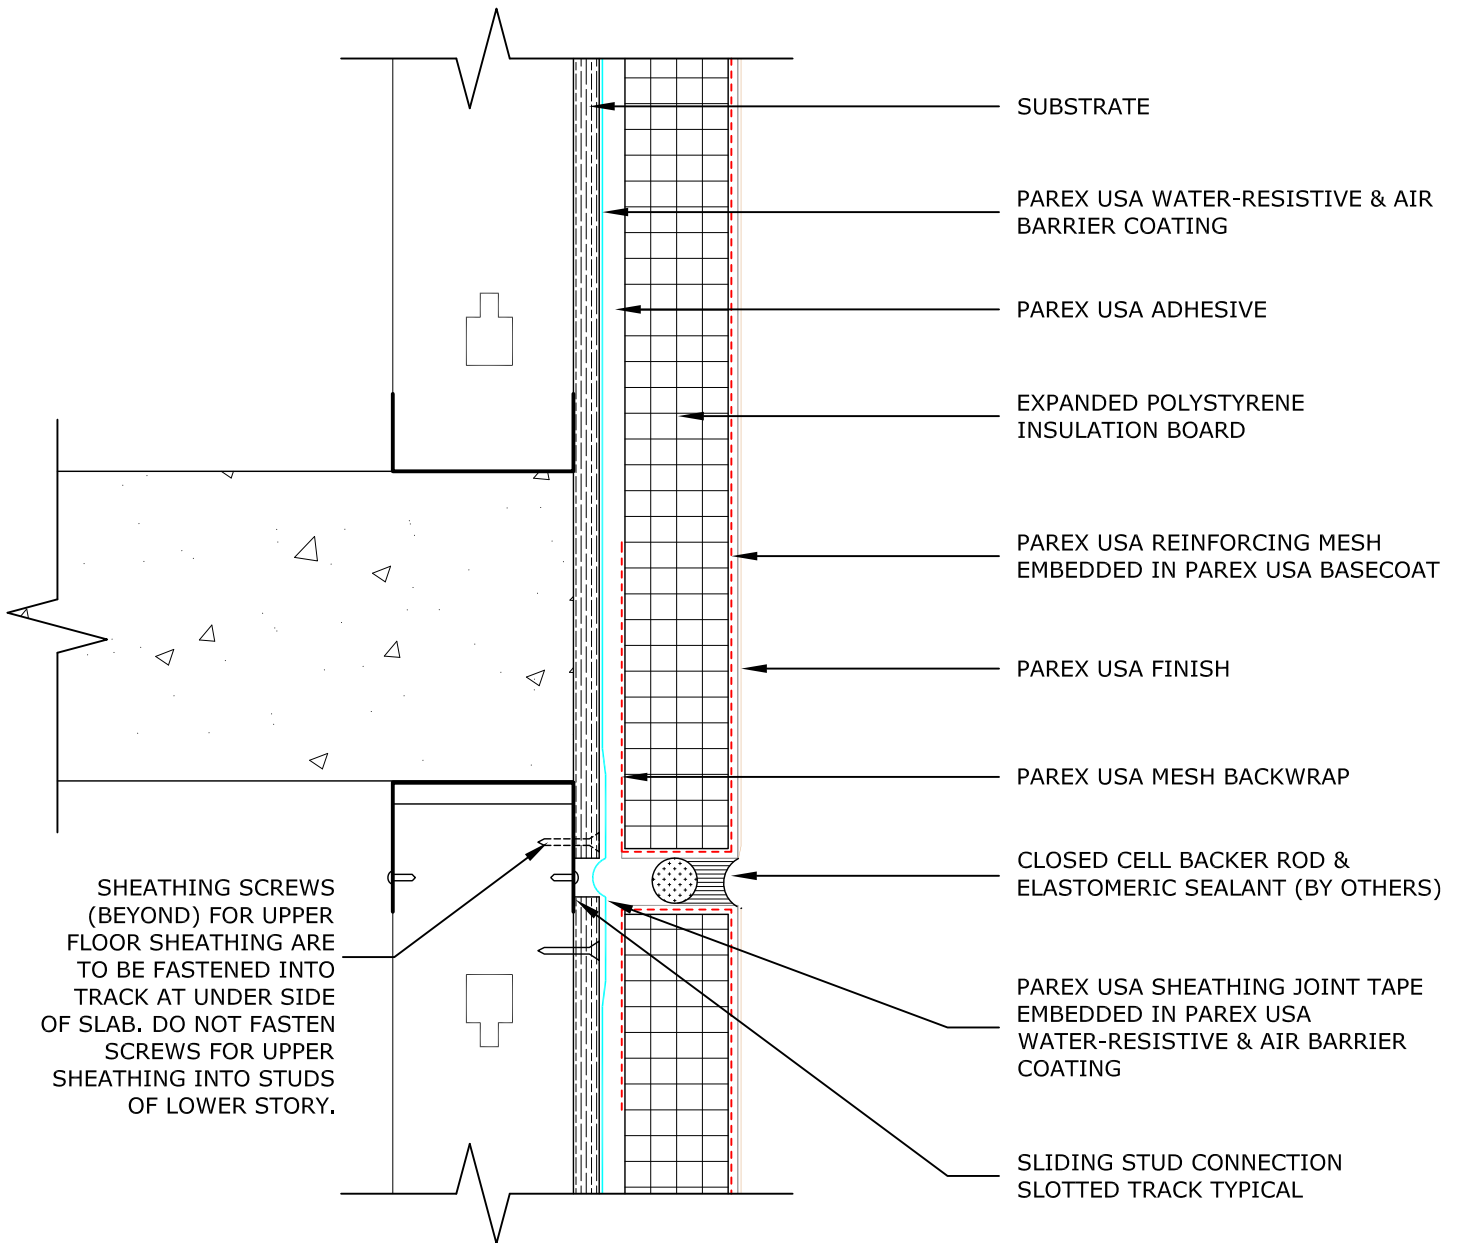 SUBSTRATE
PAREX USA WATER-RESISTIVE & AIR
BARRIER COATING
PAREX USA ADHESIVE
EXPANDED POLYSTYRENE
INSULATION BOARD
PAREX USA REINFORCING MESH
EMBEDDED IN PAREX USA BASECOAT
PAREX USA FINISH
PAREX USA MESH BACKWRAP
CLOSED CELL BACKER ROD &
ELASTOMERIC SEALANT (BY OTHERS)
SHEATHING SCREWS
(BEYOND) FOR UPPER
FLOOR SHEATHING ARE
TO BE FASTENED INTO
TRACK AT UNDER SIDE
OF SLAB. DO NOT FASTEN
SCREWS FOR UPPER
SHEATHING INTO STUDS
OF LOWER STORY.
PAREX USA SHEATHING JOINT TAPE
EMBEDDED IN PAREX USA
WATER-RESISTIVE & AIR BARRIER
COATING
SLIDING STUD CONNECTION
SLOTTED TRACK TYPICAL